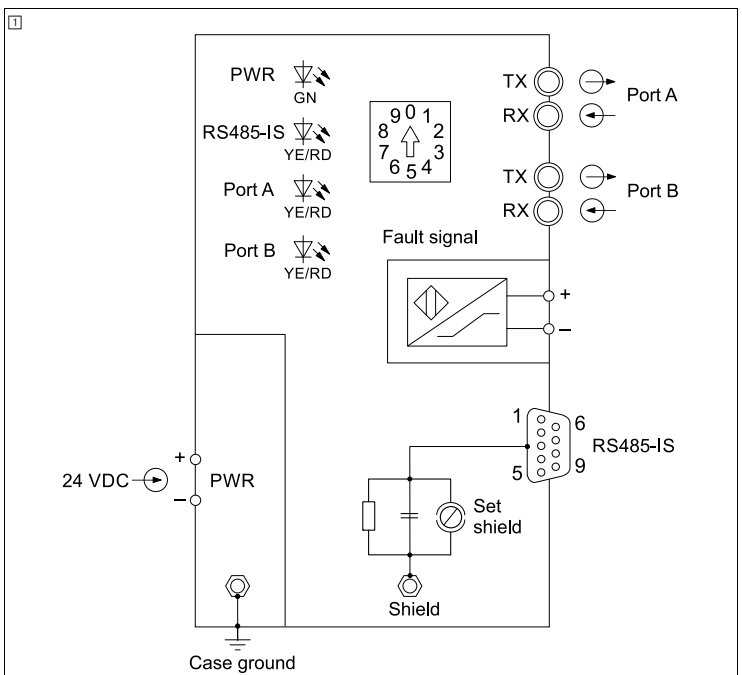 1
PWR
GN
RS485-IS
YE/RD
Port A
YE/RD
Port B
YE/RD
9 0 1
8 2
7 3
6 5 4
TX
RX
Port A
TX
RX
Port B
Fault signal
+
–
1 6
5 9
RS485-IS
24 VDC
+
–
PWR
Set
shield
Shield
Case ground